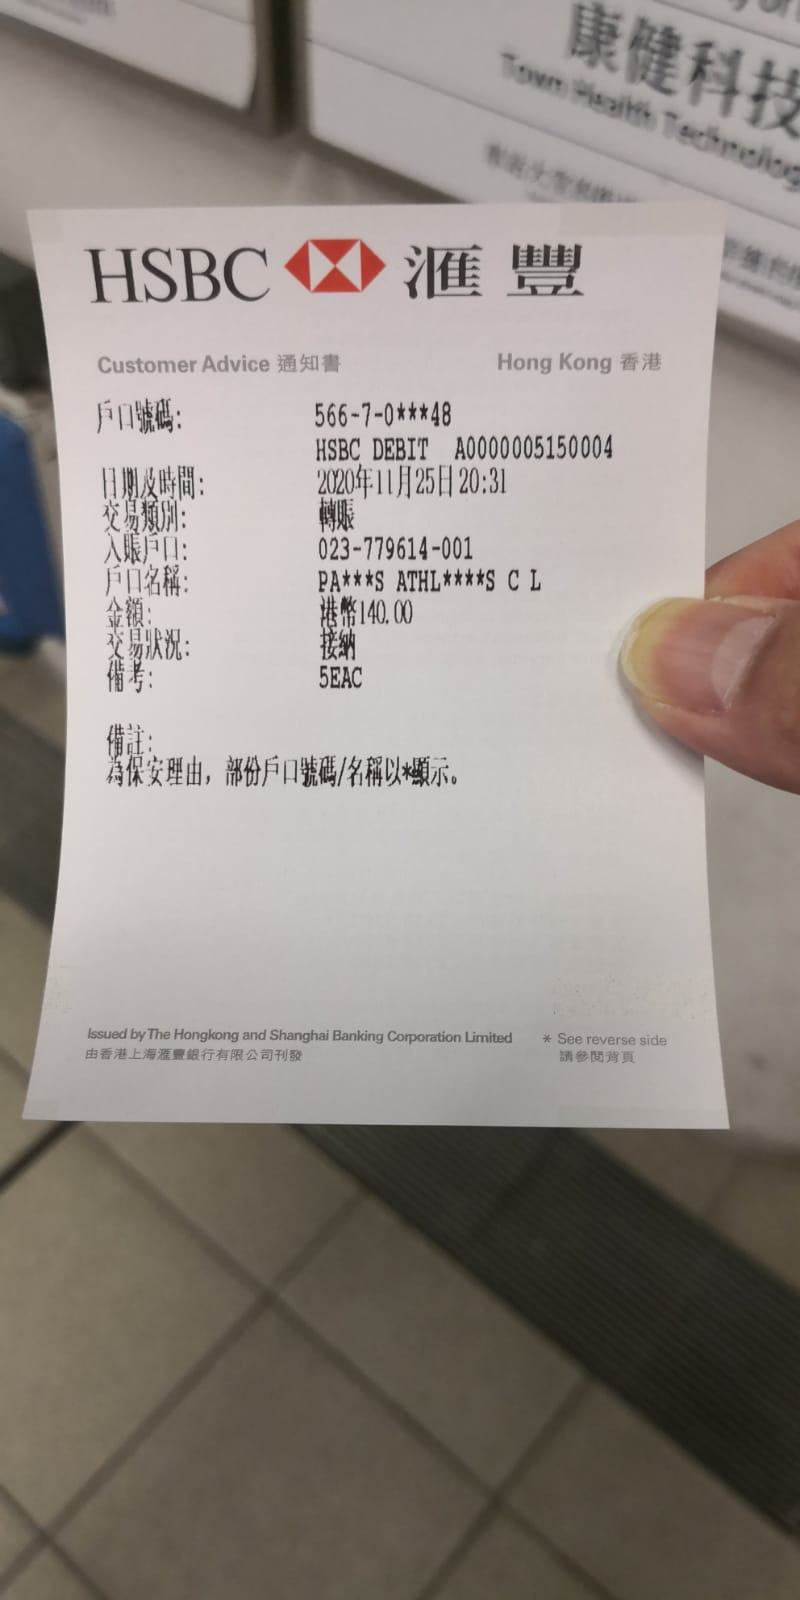 康健科技
Town Health Technology
HSBC 滙豐
Customer Advice 通知書 Hong Kong 香港
戶口號碼: 566-7-0***48
HSBC DEBIT A0000005150004
日期及時間: 2020年11月25日20:31
交易類別: 轉賬
入賬戶口: 023-779614-001
戶口名稱: PA***S ATHL****S C L
金額: 港幣140.00
交易狀況: 接納
備考: 5EAC
備註:
為保安理由，部份戶口號碼/名稱以*顯示。
Issued by The Hongkong and Shanghai Banking Corporation Limited * See reverse side
由香港上海滙豐銀行有限公司刊發 請參閱背頁